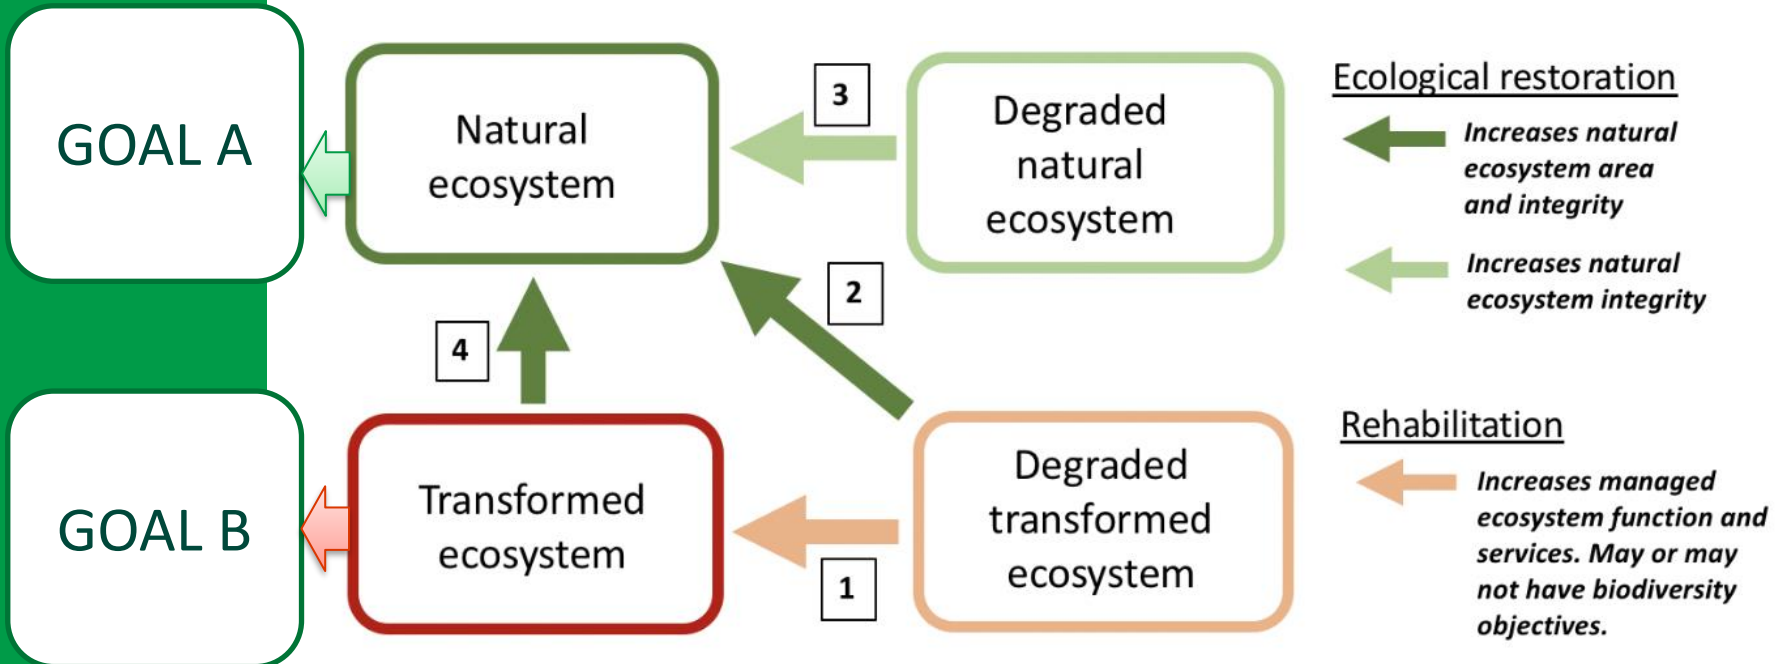 GOAL A
Natural
ecosystem
3
Degraded
natural
ecosystem
Ecological restoration
Increases natural
ecosystem area
and integrity
Increases natural
ecosystem integrity
2
4
GOAL B
Transformed
ecosystem
1
Degraded
transformed
ecosystem
Rehabilitation
Increases managed
ecosystem function and
services. May or may
not have biodiversity
objectives.